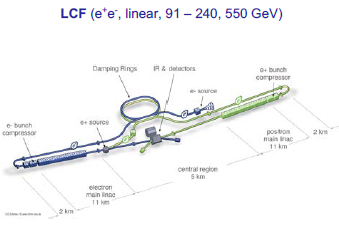 LCF (e⁺e⁻, linear, 91 – 240, 550 GeV)
Damping Rings
IR & detectors
e+ bunch
compressor
e- source
e+ source
e- bunch
compressor
positron
main linac
11 km
2 km
central region
5 km
electron
main linac
11 km
2 km